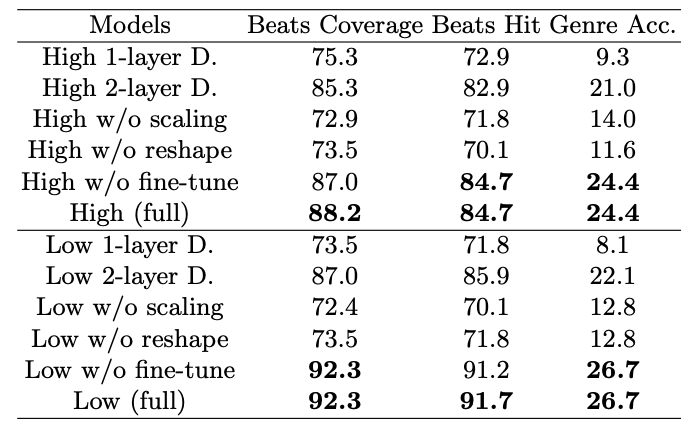 Models Beats Coverage Beats Hit Genre Acc.
High 1-layer D. 75.3 72.9 9.3
High 2-layer D. 85.3 82.9 21.0
High w/o scaling 72.9 71.8 14.0
High w/o reshape 73.5 70.1 11.6
High w/o fine-tune 87.0 84.7 24.4
High (full) 88.2 84.7 24.4
Low 1-layer D. 73.5 71.8 8.1
Low 2-layer D. 87.0 85.9 22.1
Low w/o scaling 72.4 70.1 12.8
Low w/o reshape 73.5 71.8 12.8
Low w/o fine-tune 92.3 91.2 26.7
Low (full) 92.3 91.7 26.7